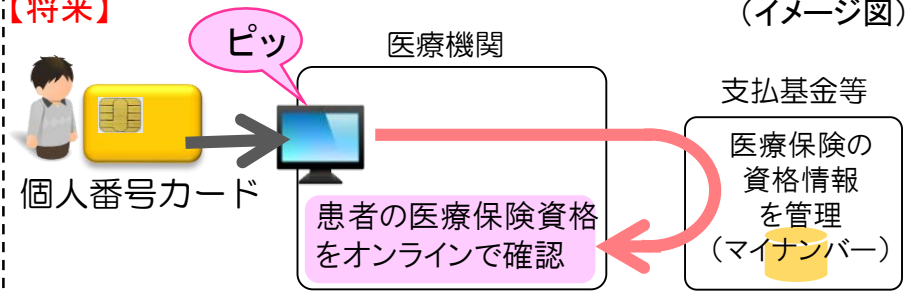 【将来】
（イメージ図）
ピッ
医療機関
支払基金等
個人番号カード
医療保険の
資格情報
を管理
（マイナンバー）
患者の医療保険資格
をオンラインで確認